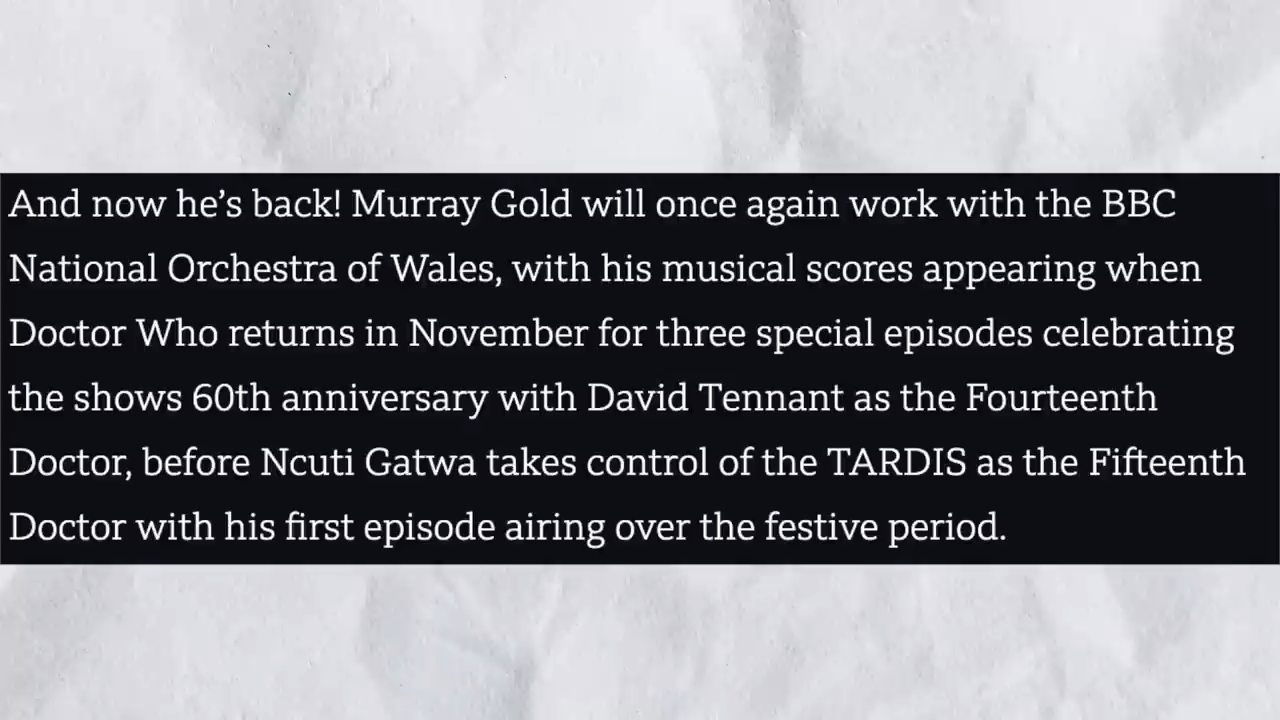 And now he’s back! Murray Gold will once again work with the BBC
National Orchestra of Wales, with his musical scores appearing when
Doctor Who returns in November for three special episodes celebrating
the shows 60th anniversary with David Tennant as the Fourteenth
Doctor, before Ncuti Gatwa takes control of the TARDIS as the Fifteenth
Doctor with his first episode airing over the festive period.